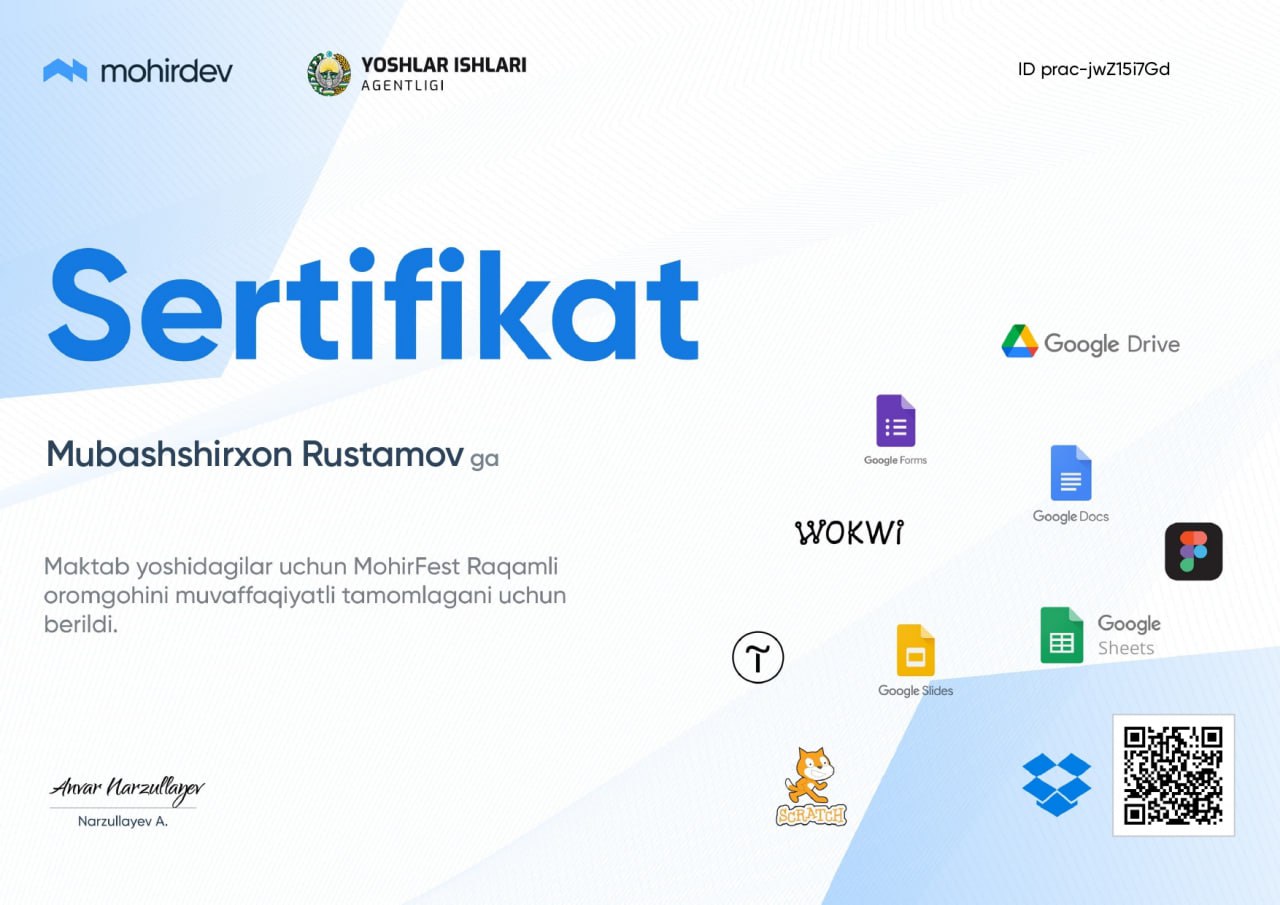 mohirdev
YOSHLAR ISHLARI
AGENTLIGI
ID prac-jwZ15i7Gd
Sertifikat
Google Drive
Google Forms
Mubashshirxon Rustamov ga
Google Docs
WOKWI
Maktab yoshidagilar uchun MohirFest Raqamli
oromgohini muvaffaqiyatli tamomlagani uchun
berildi.
Google
Sheets
Google Slides
SCRATCH
Anvar Narzullayev
Narzullayev A.